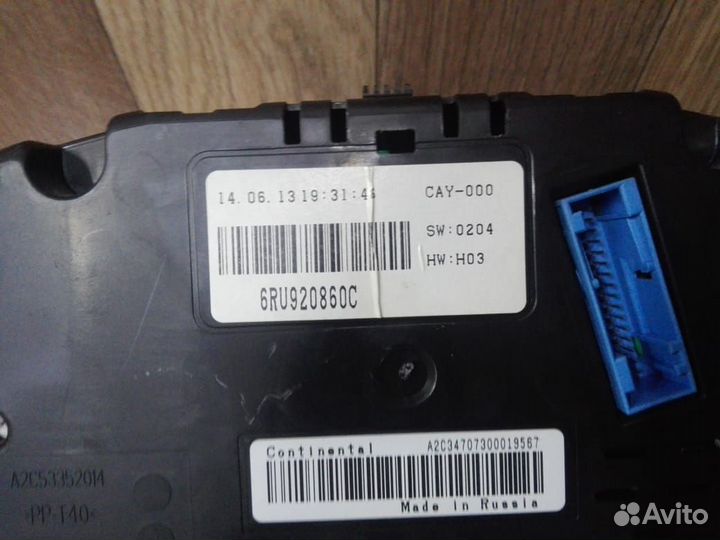 14.06.13 19:31:46 CAY-000
SW:0204
HW:H03
6RU920860C
Continental A2C34707300019567
Made in Russia
A2C53352014
>PP-T40<
Avito